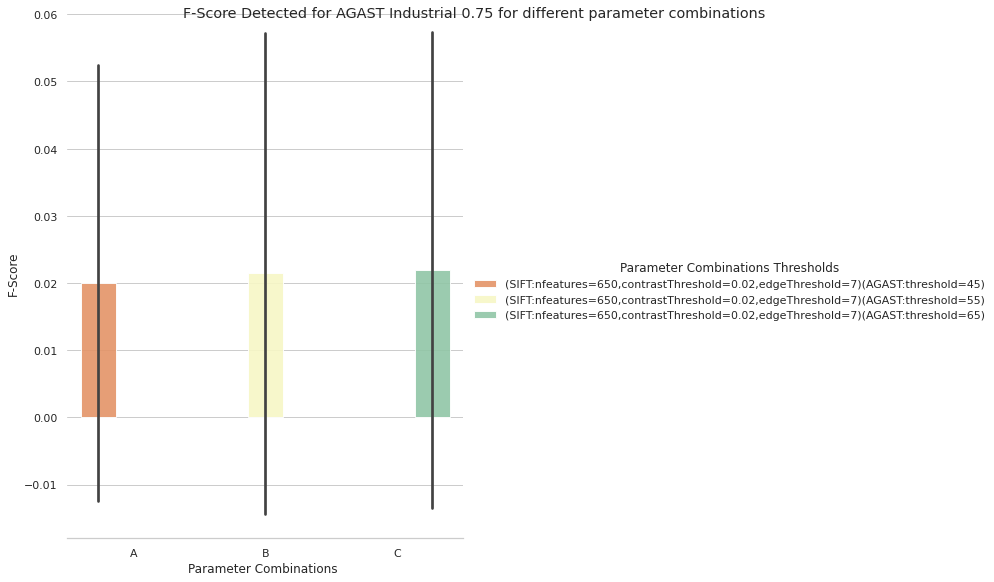 F-Score Detected for AGAST Industrial 0.75 for different parameter combinations
0.06
0.05
0.04
0.03
0.02
0.01
0.00
−0.01
F-Score
A B C
Parameter Combinations
Parameter Combinations Thresholds
(SIFT:nfeatures=650,contrastThreshold=0.02,edgeThreshold=7)(AGAST:threshold=45)
(SIFT:nfeatures=650,contrastThreshold=0.02,edgeThreshold=7)(AGAST:threshold=55)
(SIFT:nfeatures=650,contrastThreshold=0.02,edgeThreshold=7)(AGAST:threshold=65)